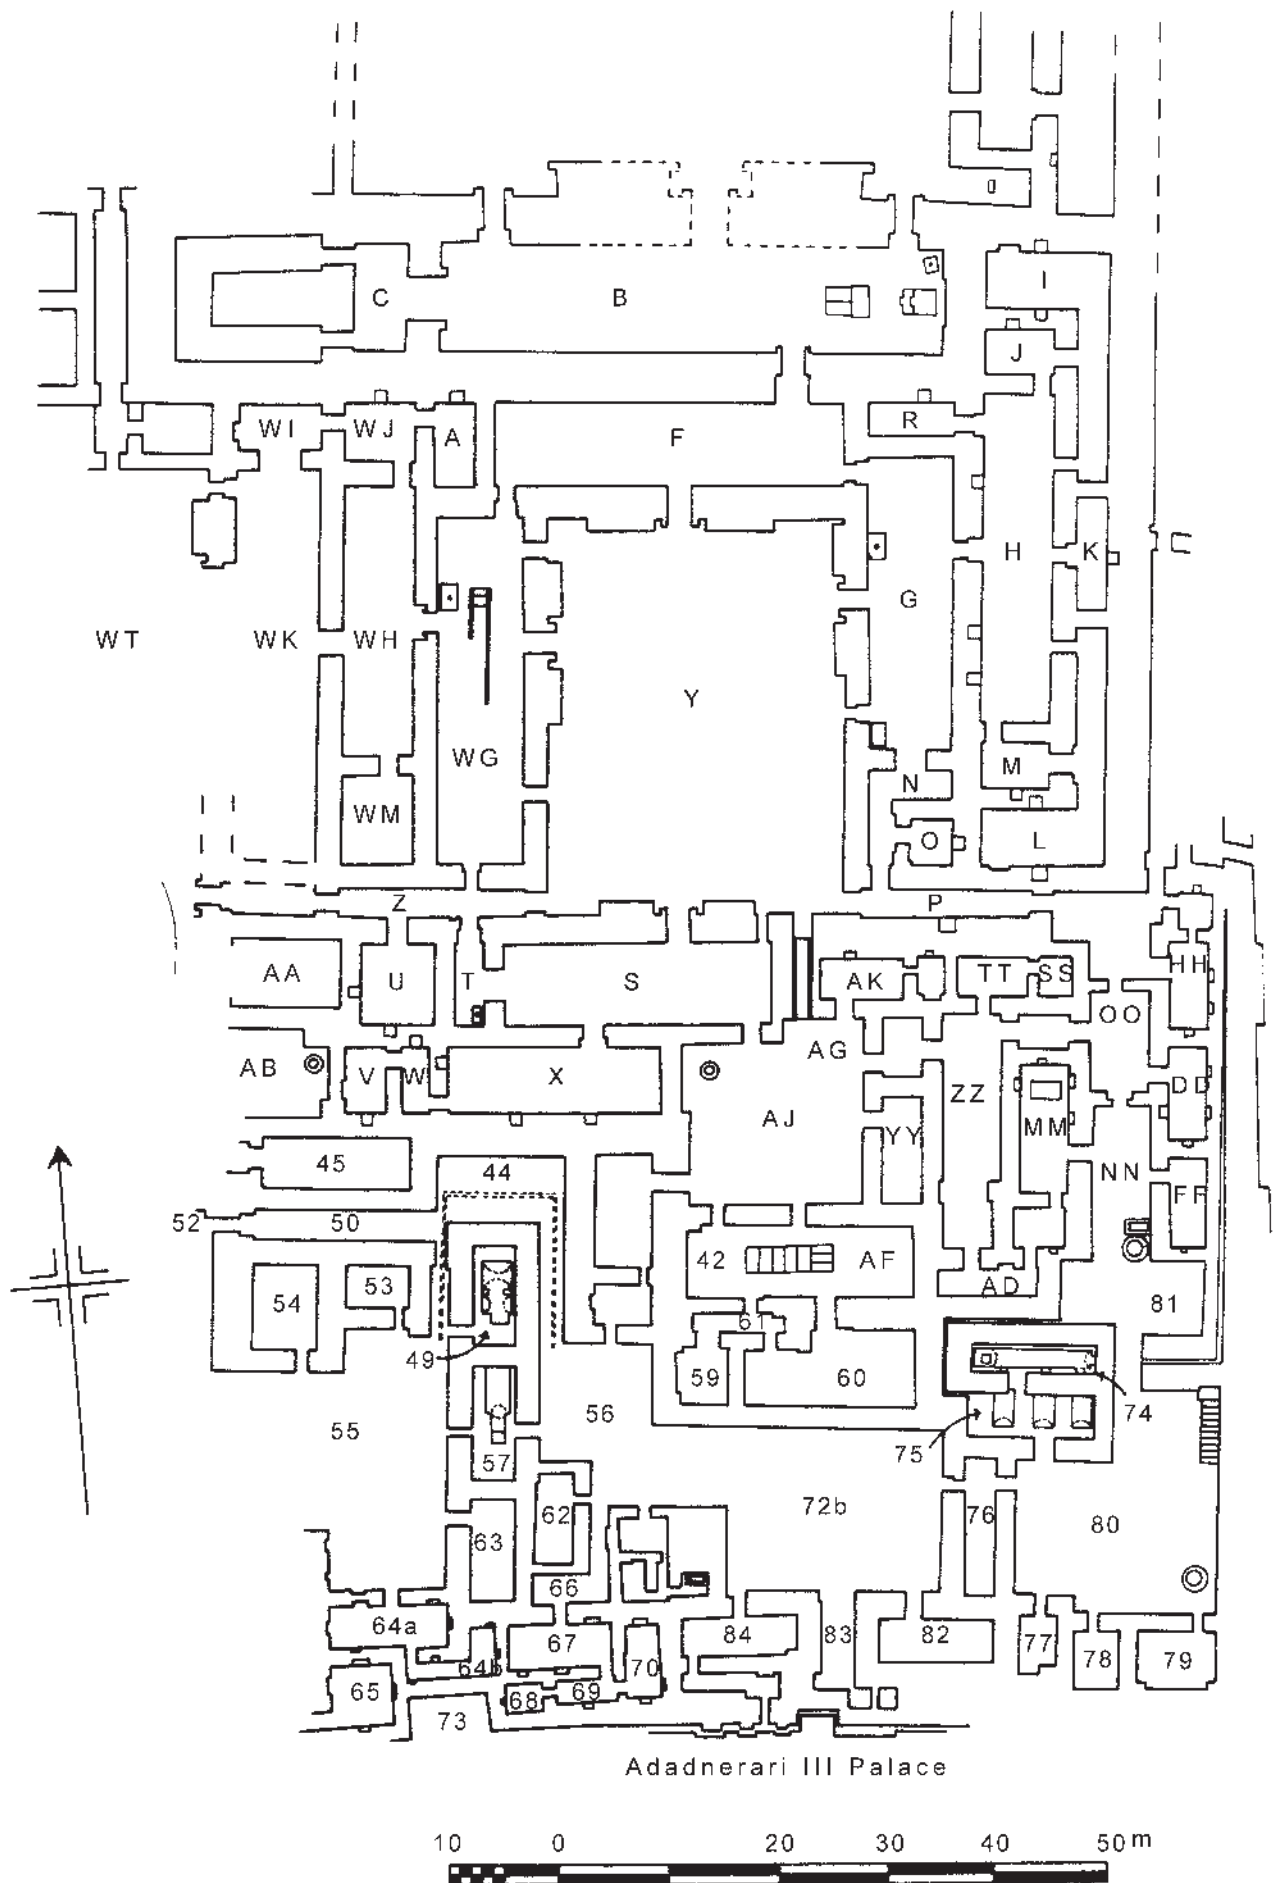 I
C B
J
R
WI WJ A F
H K
G
WT WK WH
Y
WG
M
N
WM
O L
Z P
AA U T S AK TT SS HH
OO
AG
AB V W X ZZ DD
AJ YY MM
45 44 NN FF
52 50
42 AF
53 AD
54 81
61
49
59 60
74
55 56
75
57
72b
62 76 80
63
66
64a 67 84 83 82
77
64b 70 78 79
65 69
68
73
Adadnerari III Palace
10 0 20 30 40 50 m